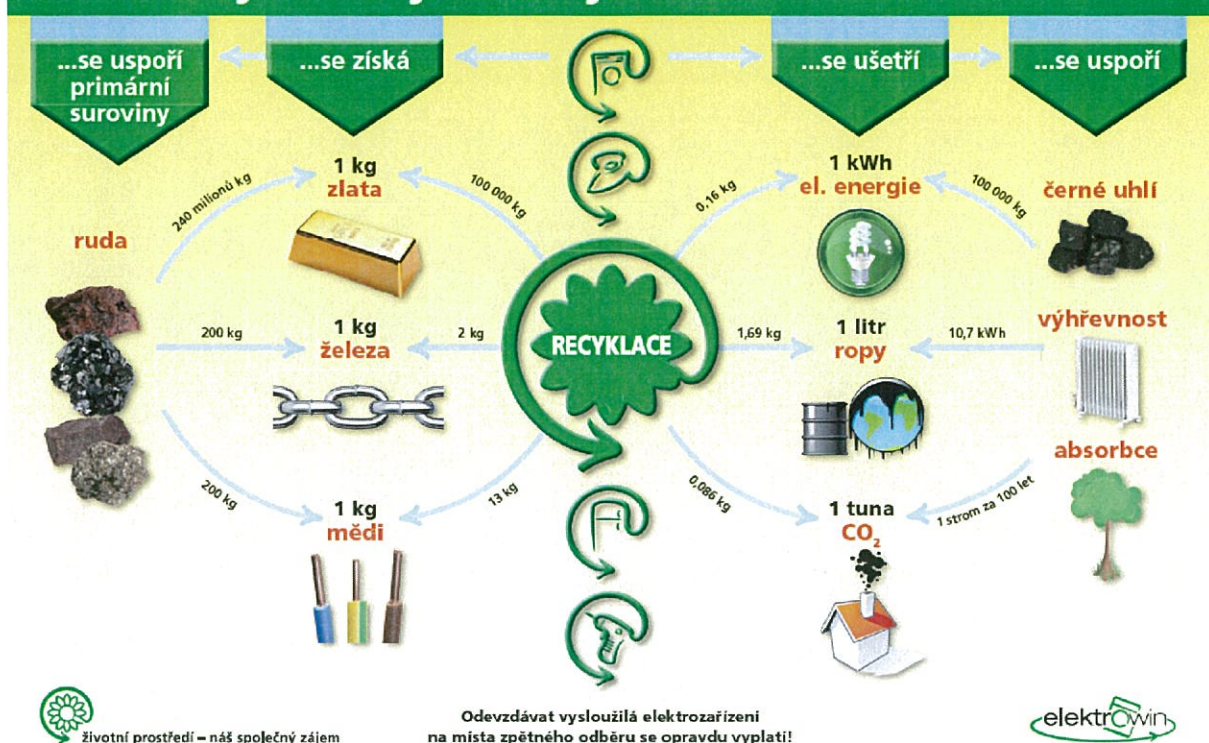 ...se uspoří
primární
suroviny
...se získá
...se ušetří
...se uspoří
1 kg
zlata
240 milionů kg
100 000 kg
1 kWh
el. energie
0,16 kg
100 000 kg
černé uhlí
ruda
200 kg
1 kg
železa
2 kg
RECYKLACE
1,69 kg
1 litr
ropy
10,7 kWh
výhřevnost
200 kg
1 kg
mědi
13 kg
0,086 kg
1 tuna
CO₂
1 strom za 100 let
absorbce
životní prostředí – náš společný zájem
Odevzdávat vysloužilá elektrozařízení
na místa zpětného odběru se opravdu vyplatí!
elektrowin